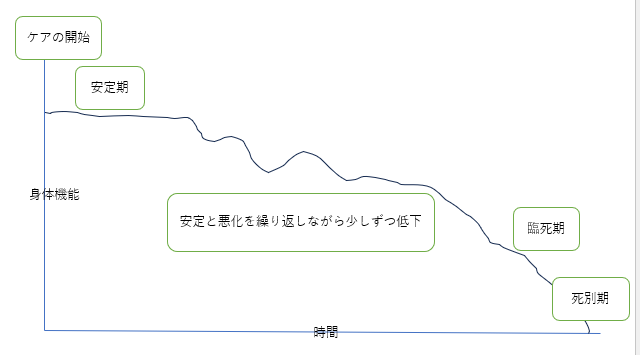 ケアの開始
安定期
身体機能
安定と悪化を繰り返しながら少しずつ低下
臨死期
死別期
時間